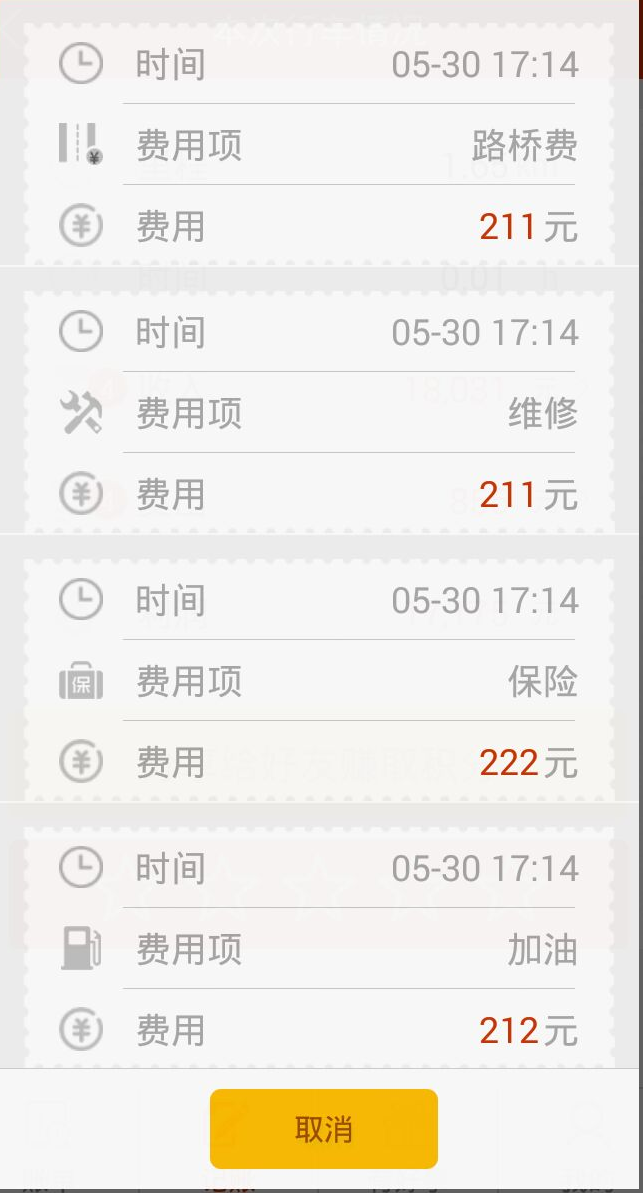 时间 05-30 17:14
费用项 路桥费
费用 211元
时间 05-30 17:14
费用项 维修
费用 211元
时间 05-30 17:14
保 费用项 保险
费用 222元
时间 05-30 17:14
费用项 加油
费用 212元
取消